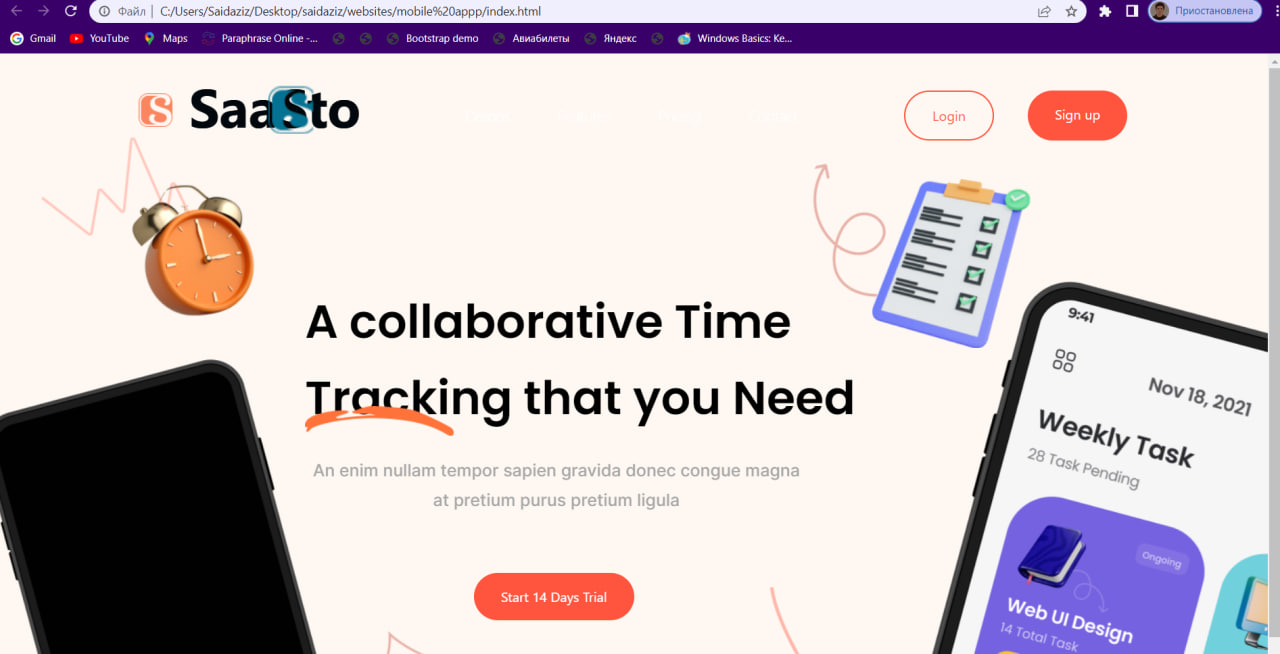 C:/Users/Saidaziz/Desktop/saidaziz/websites/mobile%20appp/index.html
Файл
Приостановлена
Gmail
YouTube
Maps
Paraphrase Online -...
Bootstrap demo
Авиабилеты
Яндекс
Windows Basics: Ke...
S SaaSto
Features
Pricing
Contact
Login
Sign up
A collaborative Time
Tracking that you Need
An enim nullam tempor sapien gravida donec congue magna
at pretium purus pretium ligula
Start 14 Days Trial
9:41
Nov 18, 2021
Weekly Task
28 Task Pending
Ongoing
Web UI Design
14 Total Task